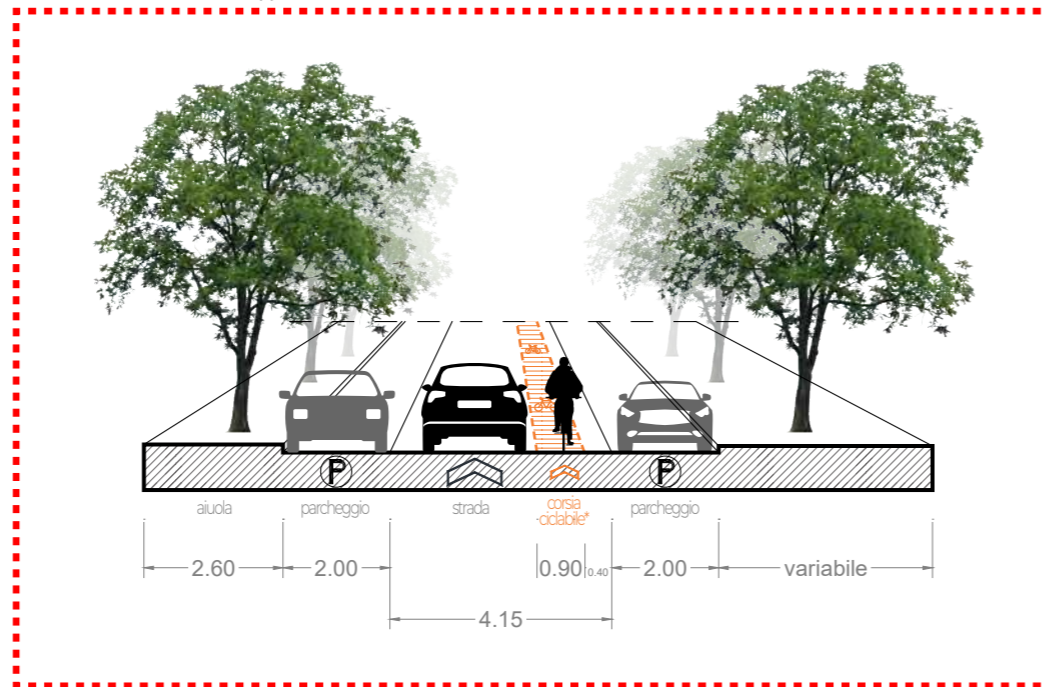 P
P
aiuola
parcheggio
strada
corsia
ciclabile*
parcheggio
2.60
2.00
0.90
0.40
2.00
variabile
4.15